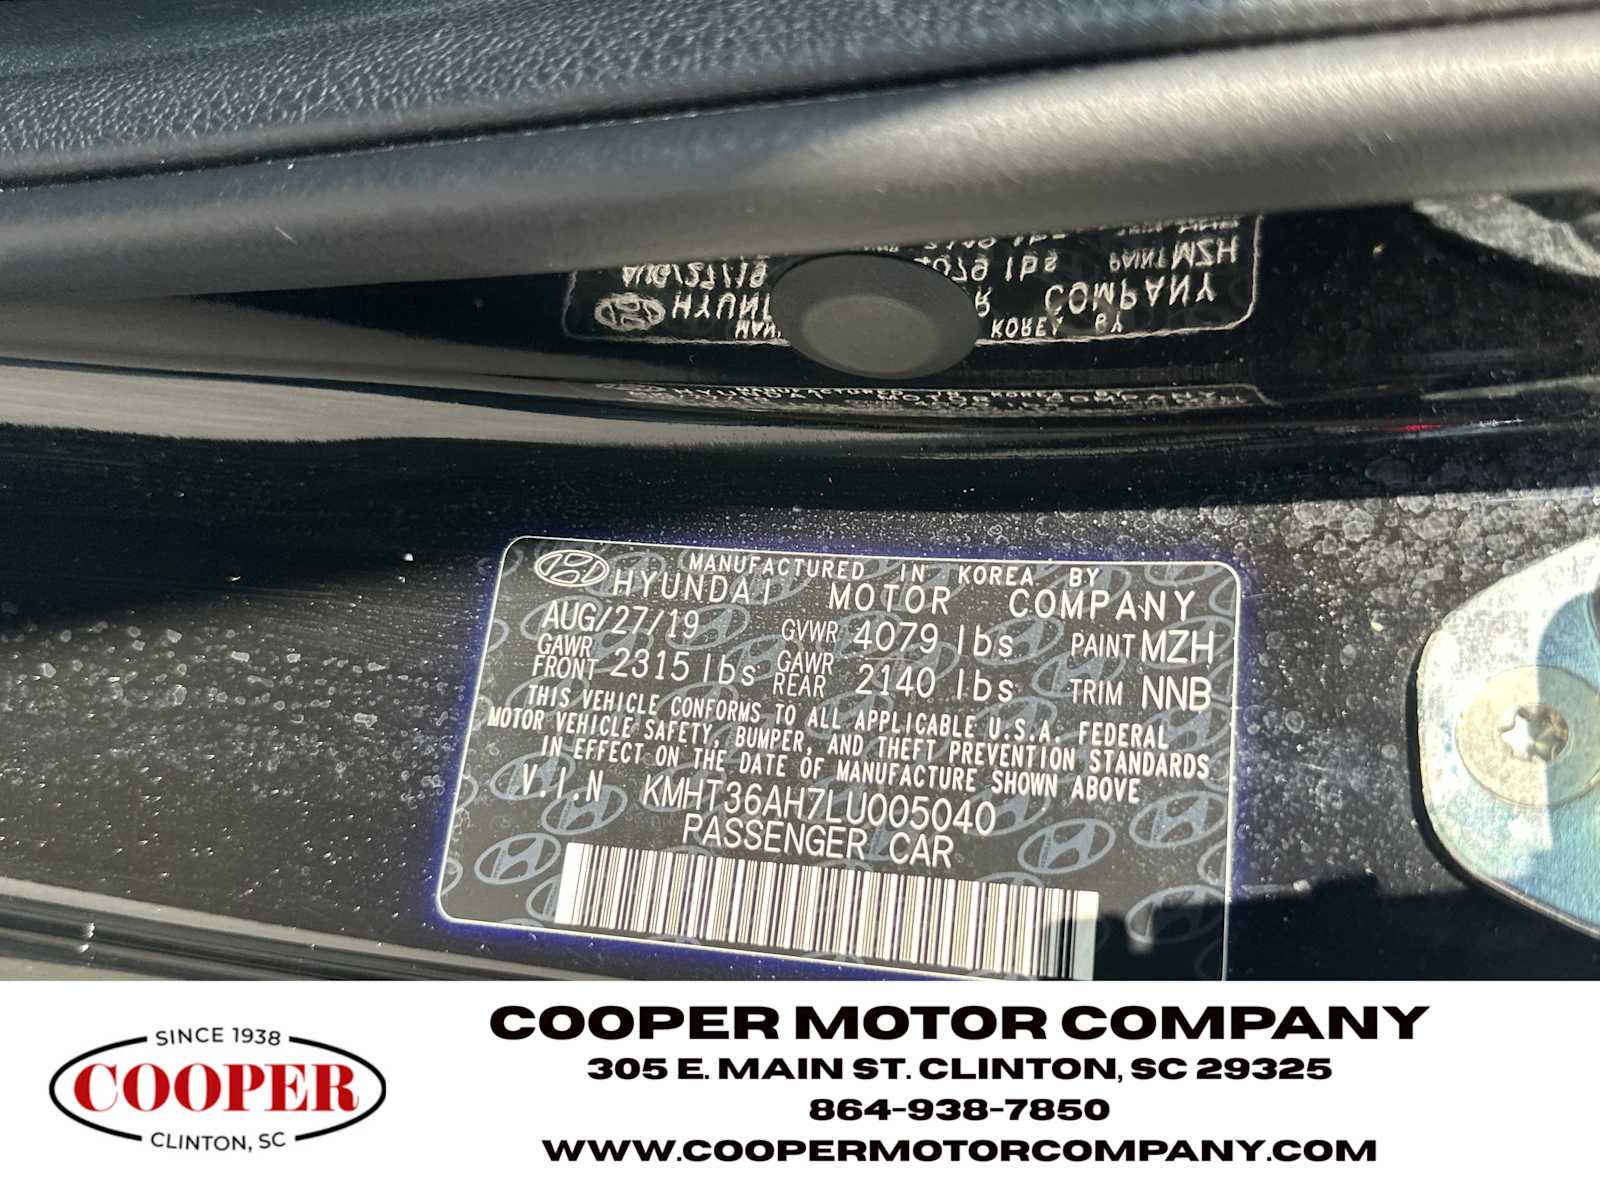 MANUFACTURED IN KOREA BY
HYUNDAI MOTOR COMPANY
AUG/27/19 GVWR 4079 lbs PAINT MZH
GAWR FRONT 2315 lbs GAWR REAR 2140 lbs TRIM NNB
THIS VEHICLE CONFORMS TO ALL APPLICABLE U.S.A. FEDERAL
MOTOR VEHICLE SAFETY, BUMPER, AND THEFT PREVENTION STANDARDS
IN EFFECT ON THE DATE OF MANUFACTURE SHOWN ABOVE
V.I.N KMHT36AH7LU005040
PASSENGER CAR
SINCE 1938
COOPER
CLINTON, SC
COOPER MOTOR COMPANY
305 E. MAIN ST. CLINTON, SC 29325
864-938-7850
WWW.COOPERMOTORCOMPANY.COM